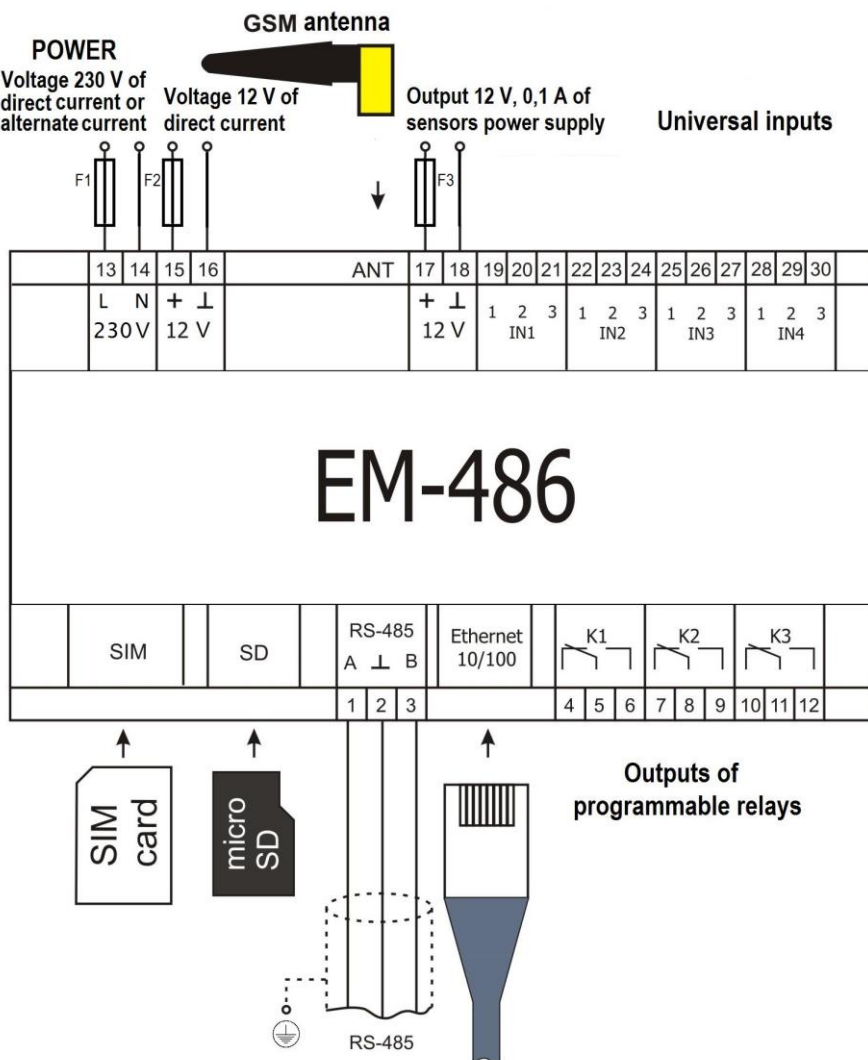 GSM antenna
POWER
Voltage 230 V of
direct current or
alternate current
Voltage 12 V of
direct current
Output 12 V, 0,1 A of
sensors power supply
Universal inputs
F1
F2
F3
13 14 15 16 ANT 17 18 19 20 21 22 23 24 25 26 27 28 29 30
L N + ⊥ + ⊥
230 V 12 V 12 V
1 2 3 1 2 3 1 2 3 1 2 3
IN1 IN2 IN3 IN4
EM-486
SIM
SD
RS-485
A ⊥ B
Ethernet
10/100
K1 K2 K3
1 2 3 4 5 6 7 8 9 10 11 12
SIM
card
micro
SD
Outputs of
programmable relays
RS-485